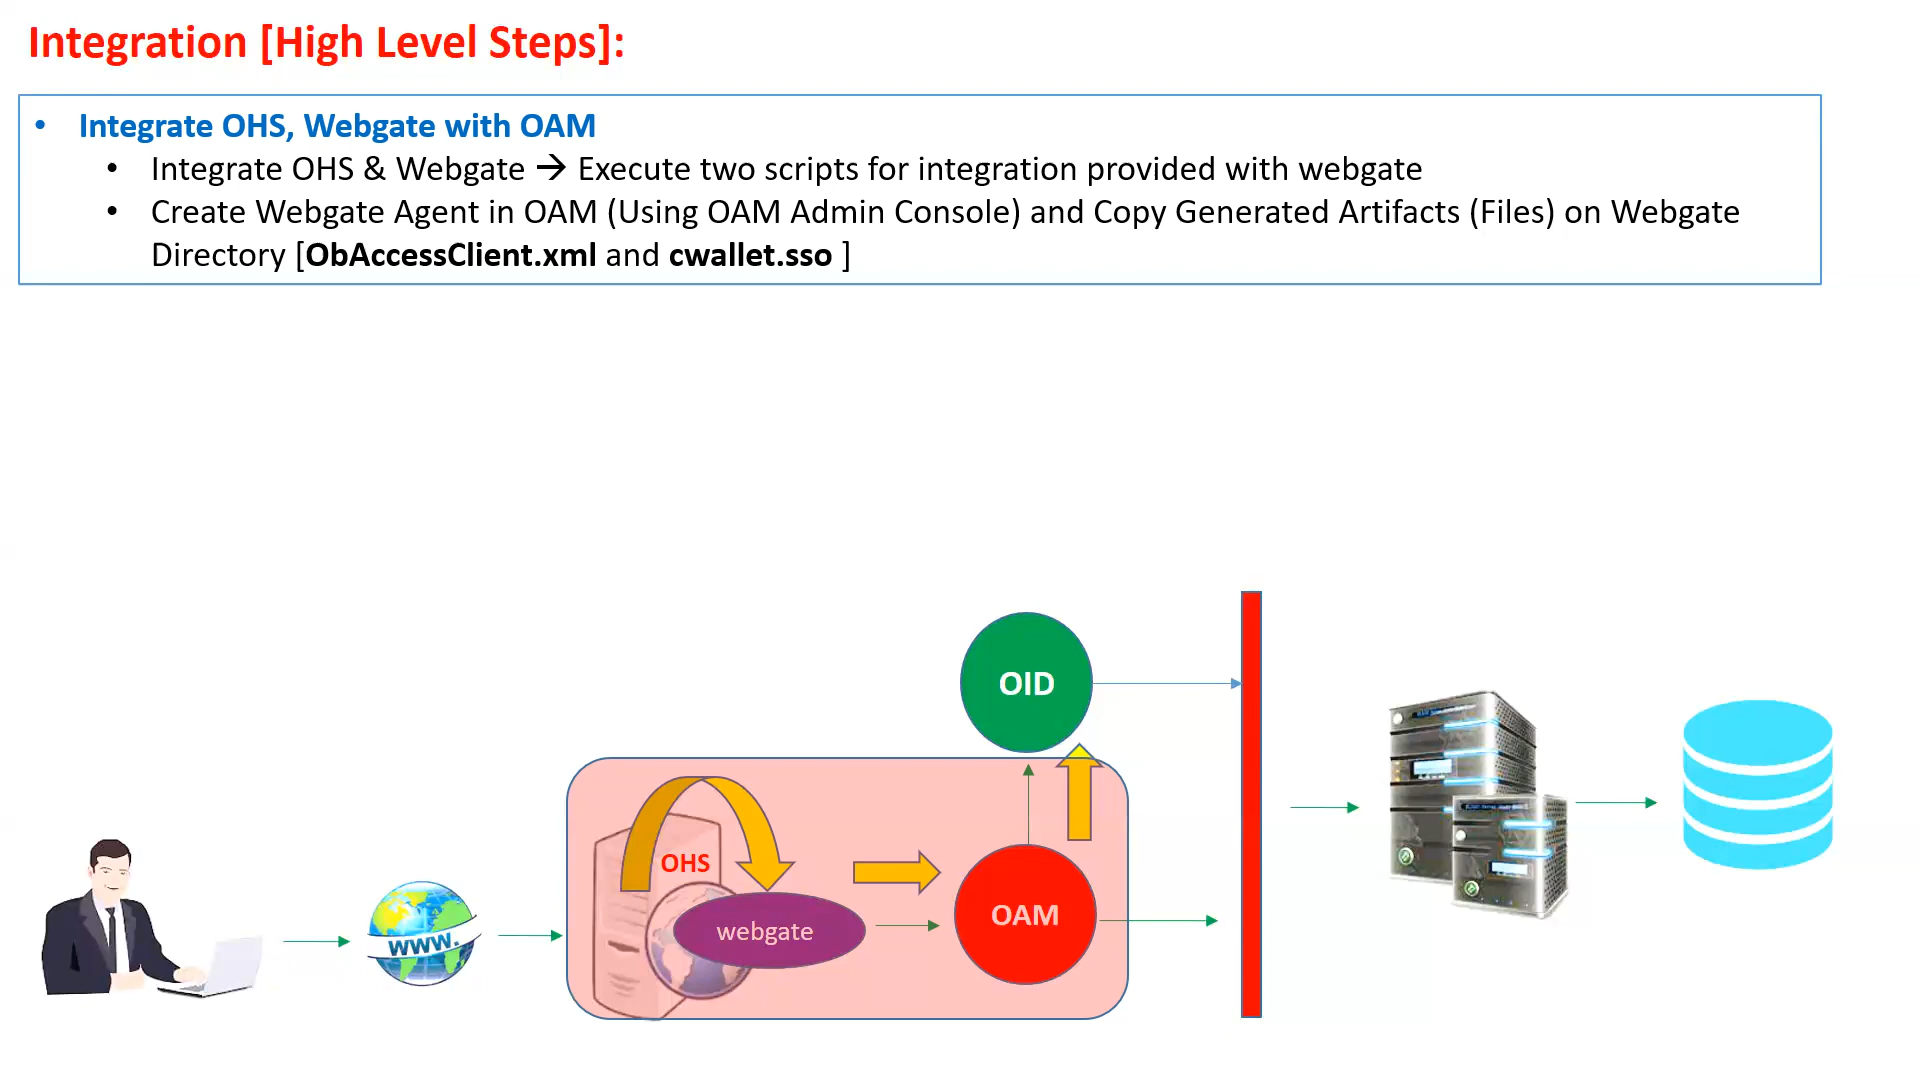 Integration [High Level Steps]:
• Integrate OHS, Webgate with OAM
• Integrate OHS & Webgate → Execute two scripts for integration provided with webgate
• Create Webgate Agent in OAM (Using OAM Admin Console) and Copy Generated Artifacts (Files) on Webgate
Directory [ObAccessClient.xml and cwallet.sso ]
OID
OHS
webgate
OAM
www.